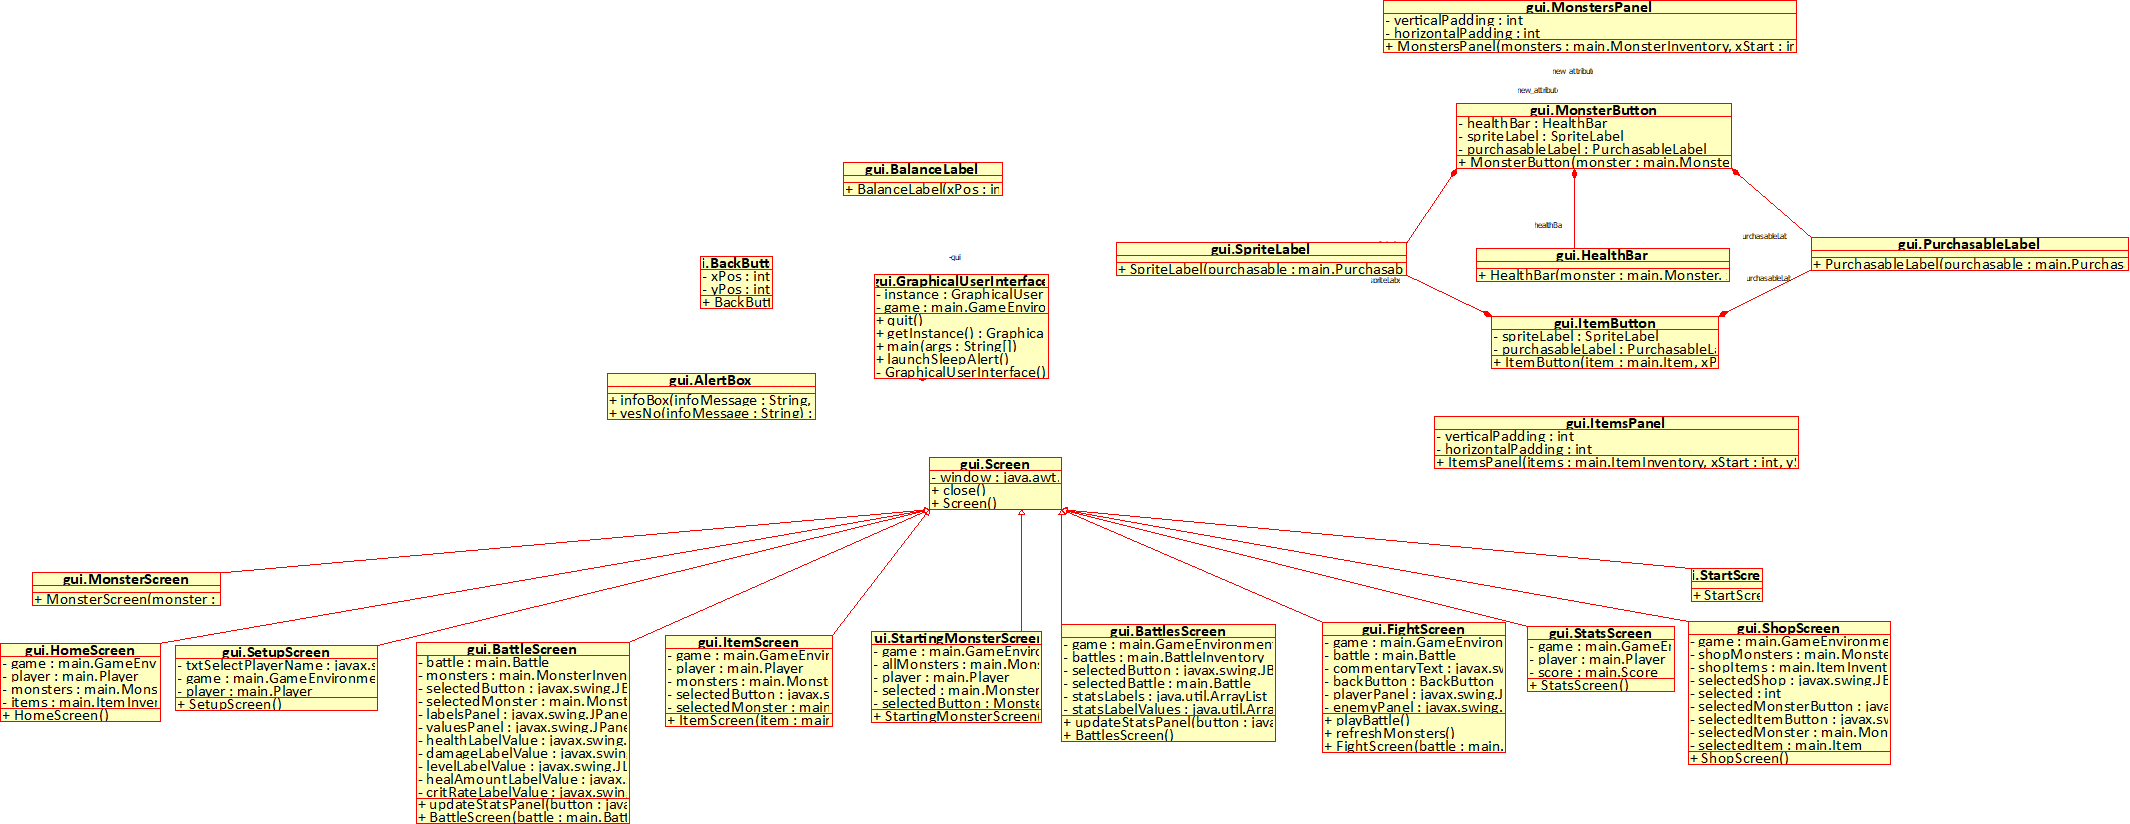 gui.MonstersPanel
- verticalPadding : int
- horizontalPadding : int
+ MonstersPanel(monsters : main.MonsterInventory, xStart : ir
new_attribut
new_attribut
gui.MonsterButton
- healthBar : HealthBar
- spriteLabel : SpriteLabel
- purchasableLabel : PurchasableLabel
+ MonsterButton(monster : main.Monste
gui.BalanceLabel
+ BalanceLabel(xPos : in
healthBa
urchasableLat
gui.SpriteLabel
+ SpriteLabel(purchasable : main.Purchasab
gui.HealthBar
+ HealthBar(monster : main.Monster,
gui.PurchasableLabel
+ PurchasableLabel(purchasable : main.Purchas
spriteLabe
urchasableLat
-gui
i.BackButt
- xPos : int
- yPos : int
+ BackButt
gui.GraphicalUserInterface
- instance : GraphicalUser
- game : main.GameEnviro
+ quit()
+ getInstance() : Graphica
+ main(args : String[])
+ launchSleepAlert()
- GraphicalUserInterface()
gui.ItemButton
- spriteLabel : SpriteLabel
- purchasableLabel : PurchasableL
+ ItemButton(item : main.Item, xP
gui.AlertBox
+ infoBox(infoMessage : String,
+ yesNo(infoMessage : String) :
gui.ItemsPanel
- verticalPadding : int
- horizontalPadding : int
+ ItemsPanel(items : main.ItemInventory, xStart : int, yS
gui.Screen
- window : java.awt.
+ close()
+ Screen()
gui.MonsterScreen
+ MonsterScreen(monster :
i.StartScre
+ StartScre
gui.HomeScreen
- game : main.GameEnv
- player : main.Player
- monsters : main.Mons
- items : main.ItemInver
+ HomeScreen()
gui.SetupScreen
- txtSelectPlayerName : javax.s
- game : main.GameEnvironme
- player : main.Player
+ SetupScreen()
gui.BattleScreen
- battle : main.Battle
- monsters : main.MonsterInven
- selectedButton : javax.swing.JE
- selectedMonster : main.Monst
- labelsPanel : javax.swing.JPane
- valuesPanel : javax.swing.JPane
- healthLabelValue : javax.swing.
- damageLabelValue : javax.swin
- levelLabelValue : javax.swing.JL
- healAmountLabelValue : javax.
- critRateLabelValue : javax.swin
+ updateStatsPanel(button : java
+ BattleScreen(battle : main.Batt
gui.ItemScreen
- game : main.GameEnvir
- player : main.Player
- monsters : main.Monst
- selectedButton : javax.s
- selectedMonster : main
+ ItemScreen(item : main
ui.StartingMonsterScreen
- game : main.GameEnviro
- allMonsters : main.Mons
- player : main.Player
- selected : main.Monster
- selectedButton : Monste
+ StartingMonsterScreen(
gui.BattlesScreen
- game : main.GameEnvironmen
- battles : main.BattleInventory
- selectedButton : javax.swing.JE
- selectedBattle : main.Battle
- statsLabels : java.util.ArrayList
- statsLabelValues : java.util.Arra
+ updateStatsPanel(button : java
+ BattlesScreen()
gui.FightScreen
- game : main.GameEnviron
- battle : main.Battle
- commentaryText : javax.sw
- backButton : BackButton
- playerPanel : javax.swing.J
- enemyPanel : javax.swing.
+ playBattle()
+ refreshMonsters()
+ FightScreen(battle : main.
gui.StatsScreen
- game : main.GameEr
- player : main.Player
- score : main.Score
+ StatsScreen()
gui.ShopScreen
- game : main.GameEnvironme
- shopMonsters : main.Monste
- shopItems : main.ItemInvent
- selectedShop : javax.swing.JE
- selected : int
- selectedMonsterButton : java
- selectedItemButton : javax.sv
- selectedMonster : main.Mon
- selectedItem : main.Item
+ ShopScreen()